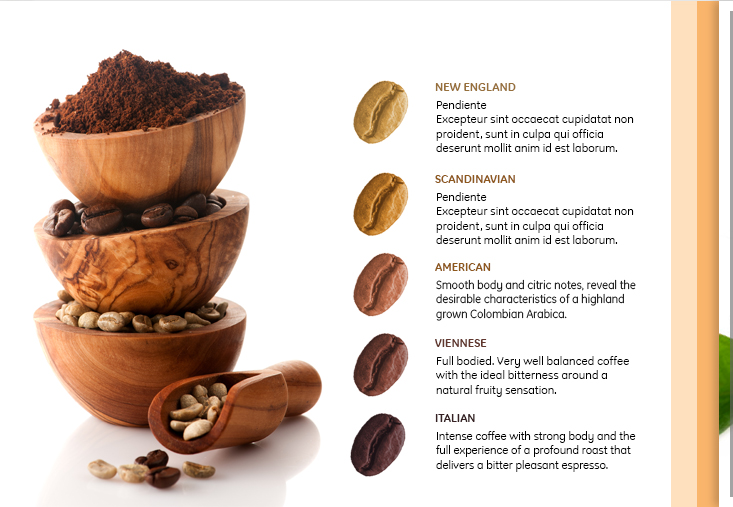 NEW ENGLAND
Pendiente
Excepteur sint occaecat cupidatat non
proident, sunt in culpa qui officia
deserunt mollit anim id est laborum.
SCANDINAVIAN
Pendiente
Excepteur sint occaecat cupidatat non
proident, sunt in culpa qui officia
deserunt mollit anim id est laborum.
AMERICAN
Smooth body and citric notes, reveal the
desirable characteristics of a highland
grown Colombian Arabica.
VIENNESE
Full bodied. Very well balanced coffee
with the ideal bitterness around a
natural fruity sensation.
ITALIAN
Intense coffee with strong body and the
full experience of a profound roast that
delivers a bitter pleasant espresso.